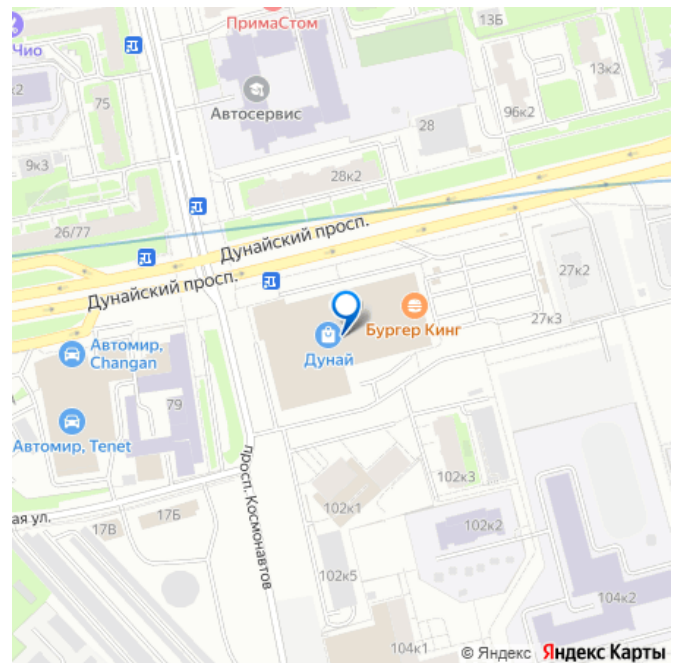 ПримаСтом
13Б
Чио
к2
75
Автосервис
13к2
96к2
28
9к3
28к2
26/77
Дунайский просп.
Дунайский просп.
27к2
27к3
Бургер Кинг
Дунай
Автомир,
Changan
79
Автомир, Tenet
просп. Космонавтов
102к3
102к1
102к2
ая ул.
17В
17Б
102к5
104к2
104к1
© Яндекс Яндекс Карты